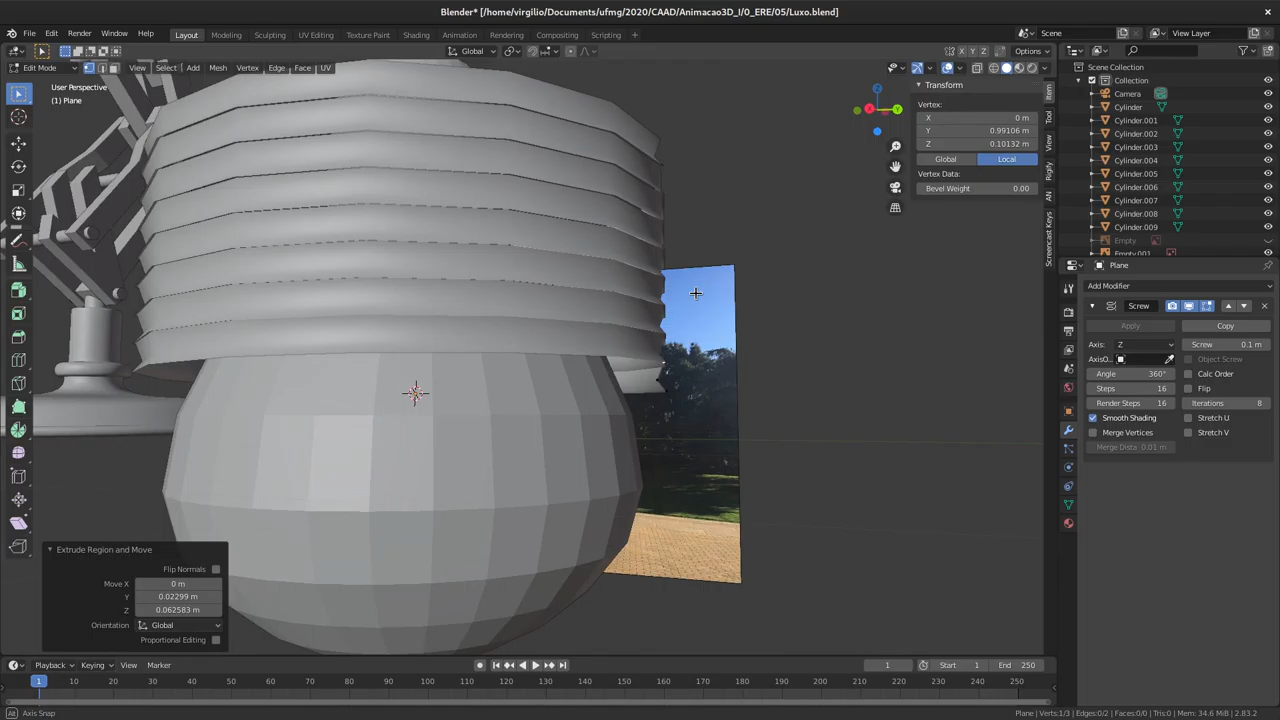 Blender* [/home/virgilio/Documents/ufmg/2020/CAAD/Animacao3D_I/0_ERE/05/Luxo.blend]
File Edit Render Window Help Layout Modeling Sculpting UV Editing Texture Paint Shading Animation Rendering Compositing Scripting + Scene View Layer
Global X Y Z Options
Edit Mode View Select Add Mesh Vertex Edge Face UV
User Perspective
(1) Plane
Transform
Vertex:
X 0 m
Y 0.99106 m
Z 0.10132 m
Global Local
Vertex Data:
Bevel Weight 0.00
Item
Tool
View
Rigify
AN
Screencast Keys
Z
Y
X
Scene Collection
Collection
Camera
Cylinder
Cylinder.001
Cylinder.002
Cylinder.003
Cylinder.004
Cylinder.005
Cylinder.006
Cylinder.007
Cylinder.008
Cylinder.009
Empty
Empty.001
Plane
Add Modifier
Screw
Apply Copy
Axis: Z Screw 0.1 m
AxisO.. Object Screw
Angle 360° Calc Order
Steps 16 Flip
Render Steps 16 Iterations 8
Smooth Shading Stretch U
Merge Vertices Stretch V
Merge Dista 0.01 m
Extrude Region and Move
Flip Normals
Move X 0 m
Y 0.02299 m
Z 0.062583 m
Orientation Global
Proportional Editing
Playback Keying View Marker 1 Start 1 End 250
1 10 20 30 40 50 60 70 80 90 100 110 120 130 140 150 160 170 180 190 200 210 220 230 240 250
Axis Snap Plane | Verts:1/3 | Edges:0/2 | Faces:0/0 | Tris:0 | Mem: 34.6 MiB | 2.83.2